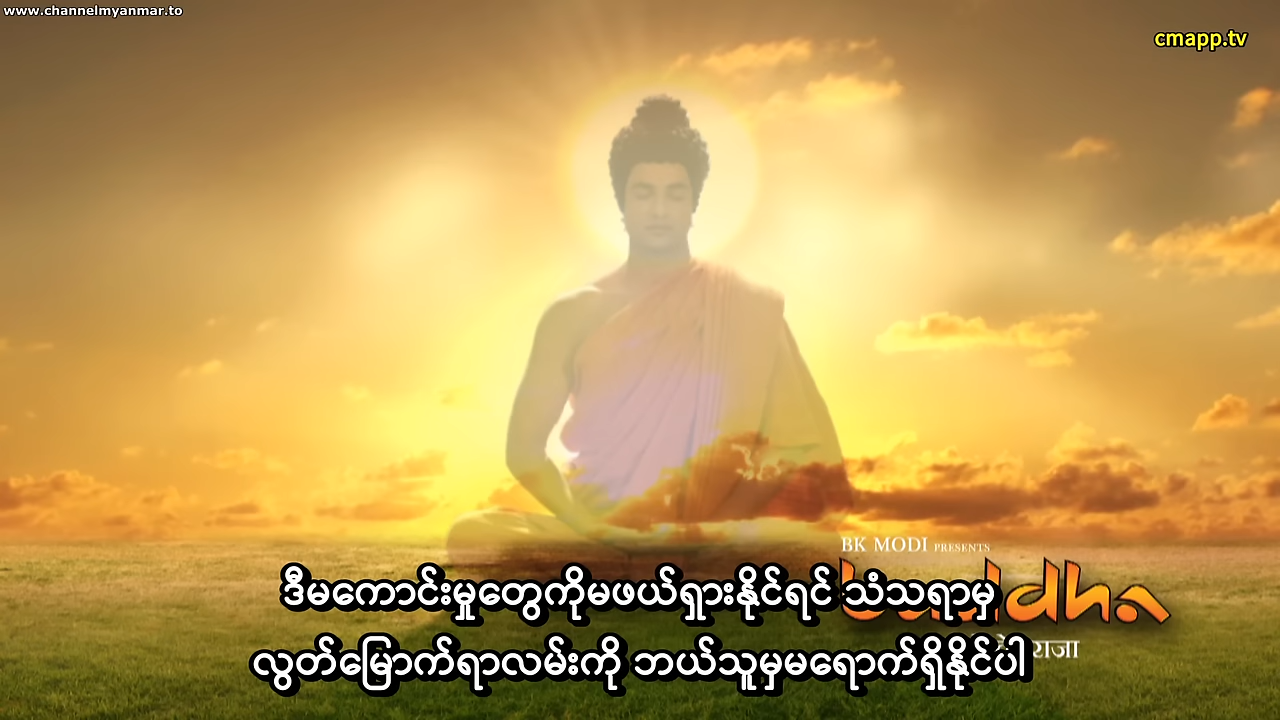 www.channelmyanmar.to
cmapp.tv
BK MODI PRESENTS
ဒီမကောင်းမှုတွေကိုမဖယ်ရှားနိုင်ရင် သံသရာမှ
လွတ်မြောက်ရာလမ်းကို ဘယ်သူမှမရောက်ရှိနိုင်ပါ
राजा